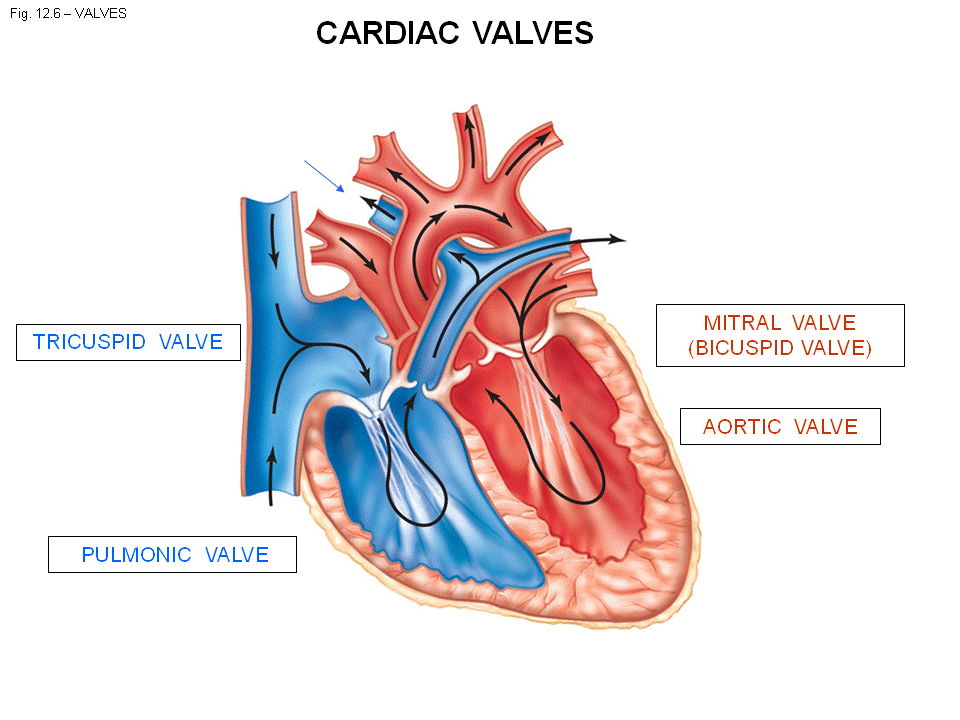 Fig. 12.6 – VALVES
CARDIAC VALVES
TRICUSPID VALVE
MITRAL VALVE
(BICUSPID VALVE)
AORTIC VALVE
PULMONIC VALVE